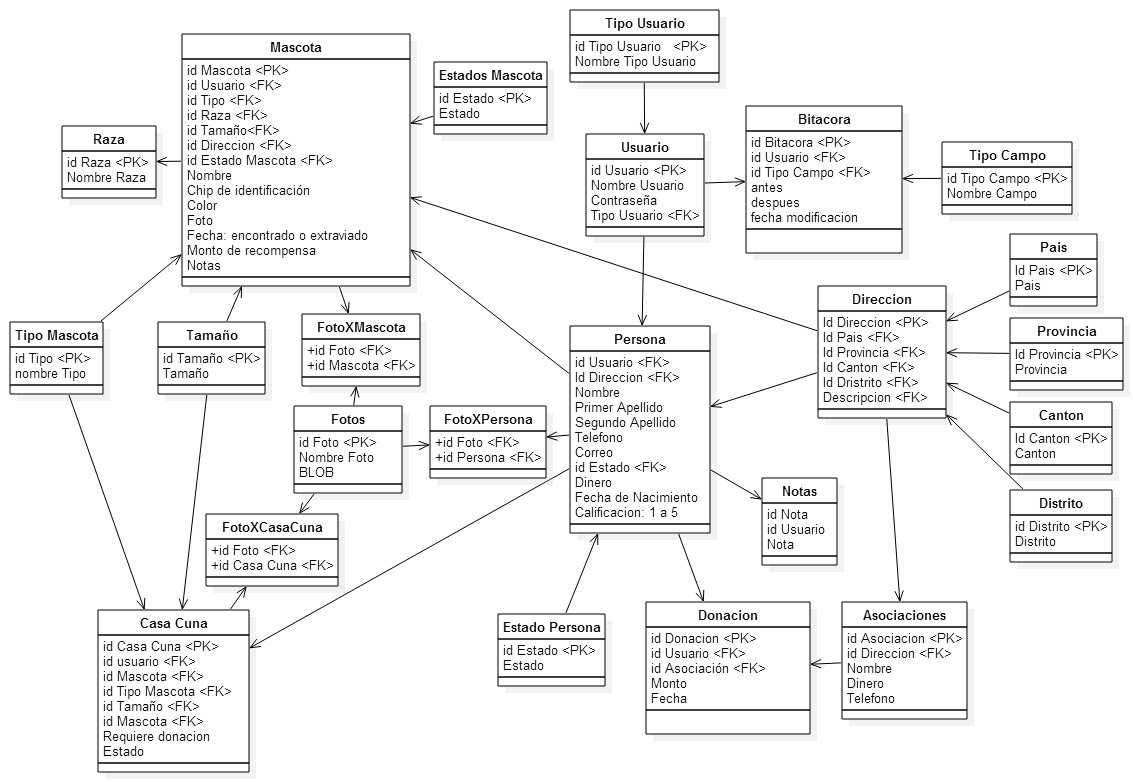 Tipo Usuario
id Tipo Usuario <PK>
Nombre Tipo Usuario
Mascota
id Mascota <PK>
id Usuario <FK>
id Tipo <FK>
id Raza <FK>
id Tamaño<FK>
id Direccion <FK>
id Estado Mascota <FK>
Nombre
Chip de identificación
Color
Foto
Fecha: encontrado o extraviado
Monto de recompensa
Notas
Estados Mascota
id Estado <PK>
Estado
Raza
id Raza <PK>
Nombre Raza
Usuario
id Usuario <PK>
Nombre Usuario
Contraseña
Tipo Usuario <FK>
Bitacora
id Bitacora <PK>
id Usuario <FK>
id Tipo Campo <FK>
antes
despues
fecha modificacion
Tipo Campo
id Tipo Campo <PK>
Nombre Campo
Pais
Id Pais <PK>
Pais
Direccion
Id Direccion <PK>
Id Pais <FK>
Id Provincia <FK>
Id Canton <FK>
Id Dristrito <FK>
Descripcion <FK>
Provincia
Id Provincia <PK>
Provincia
Canton
Id Canton <PK>
Canton
Distrito
id Distrito <PK>
Distrito
Tipo Mascota
id Tipo <PK>
nombre Tipo
Tamaño
id Tamaño <PK>
Tamaño
FotoXMascota
+id Foto <FK>
+id Mascota <FK>
Persona
id Usuario <FK>
Id Direccion <FK>
Nombre
Primer Apellido
Segundo Apellido
Telefono
Correo
id Estado <FK>
Dinero
Fecha de Nacimiento
Calificacion: 1 a 5
Fotos
id Foto <PK>
Nombre Foto
BLOB
FotoXPersona
+id Foto <FK>
+id Persona <FK>
Notas
id Nota
id Usuario
Nota
FotoXCasaCuna
+id Foto <FK>
+id Casa Cuna <FK>
Casa Cuna
id Casa Cuna <PK>
id usuario <FK>
id Mascota <FK>
id Tipo Mascota <FK>
id Tamaño <FK>
id Mascota <FK>
Requiere donacion
Estado
Estado Persona
id Estado <PK>
Estado
Donacion
id Donacion <PK>
id Usuario <FK>
id Asociación <FK>
Monto
Fecha
Asociaciones
id Asociacion <PK>
id Direccion <FK>
Nombre
Dinero
Telefono